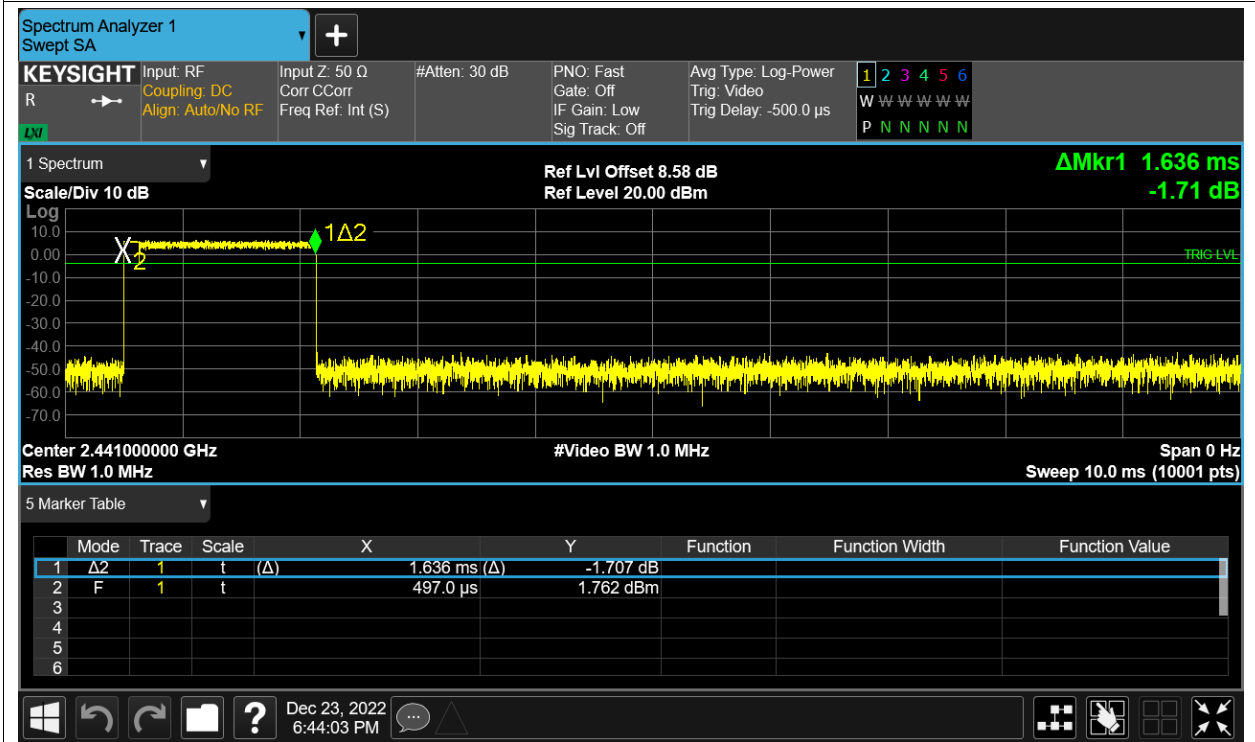 Spectrum Analyzer 1
Swept SA
+
KEYSIGHT Input: RF Input Z: 50 Ω #Atten: 30 dB PNO: Fast Avg Type: Log-Power 1 2 3 4 5 6
R Coupling: DC Corr CCorr Gate: Off Trig: Video W W W W W W
Align: Auto/No RF Freq Ref: Int (S) IF Gain: Low Trig Delay: -500.0 µs P N N N N N
LXI Sig Track: Off
1 Spectrum Ref Lvl Offset 8.58 dB ΔMkr1 1.636 ms
Scale/Div 10 dB Ref Level 20.00 dBm -1.71 dB
Log
10.0 X 2 1Δ2
0.00 TRIG LVL
-10.0
-20.0
-30.0
-40.0
-50.0
-60.0
-70.0
Center 2.441000000 GHz #Video BW 1.0 MHz Span 0 Hz
Res BW 1.0 MHz Sweep 10.0 ms (10001 pts)
5 Marker Table
Mode Trace Scale X Y Function Function Width Function Value
1 Δ2 1 t (Δ) 1.636 ms (Δ) -1.707 dB
2 F 1 t 497.0 µs 1.762 dBm
3
4
5
6
? Dec 23, 2022
6:44:03 PM